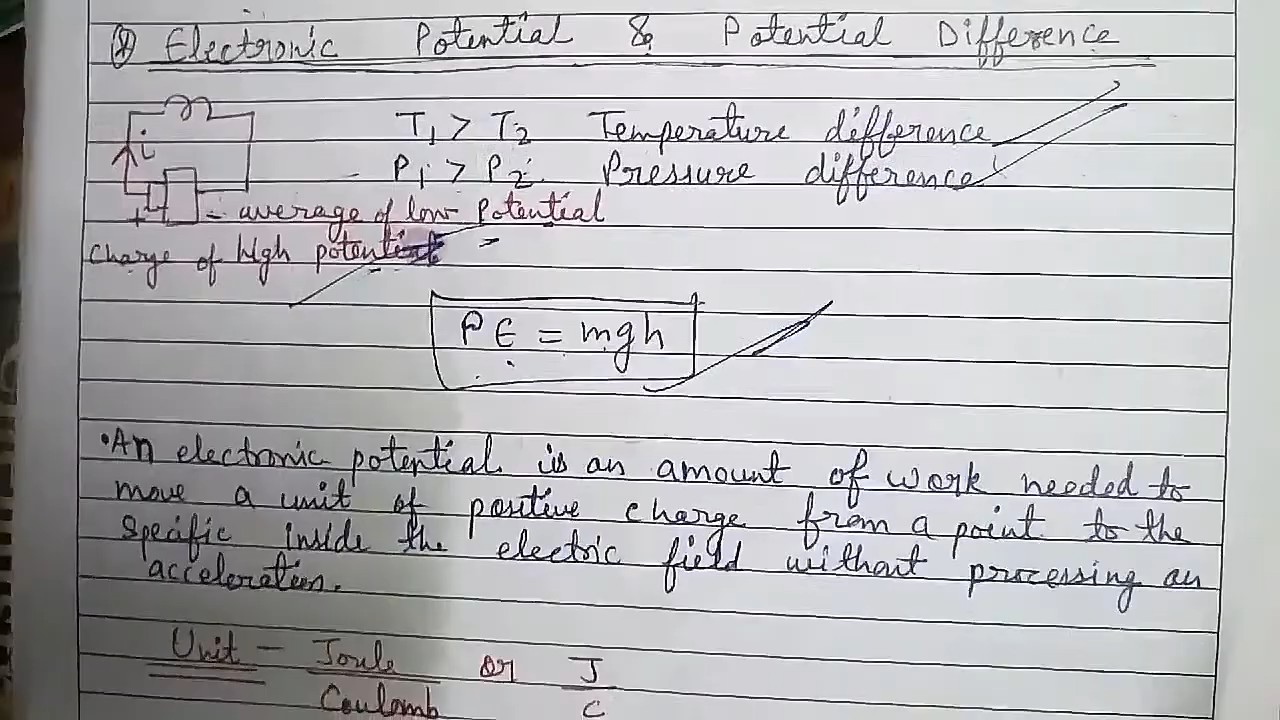 Electronic Potential & Potential Difference
T1 > T2 Temperature difference
i
P1 > P2 Pressure difference
+ - average of low potential
Charge of high potential
PE = mgh
• An electronic potential is an amount of work needed to
move a unit of positive charge from a point to the
specific inside the electric field without processing an
acceleration.
Unit - Joule or J
Coulomb C